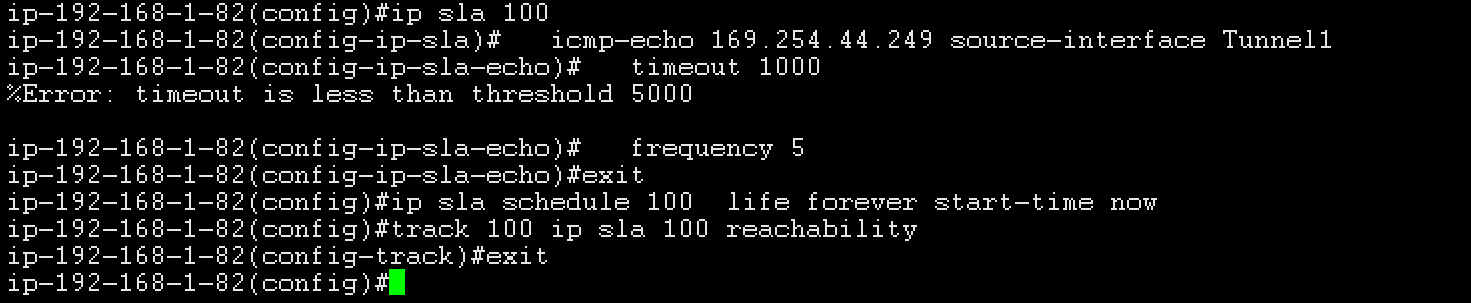 ip-192-168-1-82(config)#ip sla 100
ip-192-168-1-82(config-ip-sla)#   icmp-echo 169.254.44.249 source-interface Tunnel1
ip-192-168-1-82(config-ip-sla-echo)#   timeout 1000
%Error: timeout is less than threshold 5000
ip-192-168-1-82(config-ip-sla-echo)#   frequency 5
ip-192-168-1-82(config-ip-sla-echo)#exit
ip-192-168-1-82(config)#ip sla schedule 100  life forever start-time now
ip-192-168-1-82(config)#track 100 ip sla 100 reachability
ip-192-168-1-82(config-track)#exit
ip-192-168-1-82(config)#